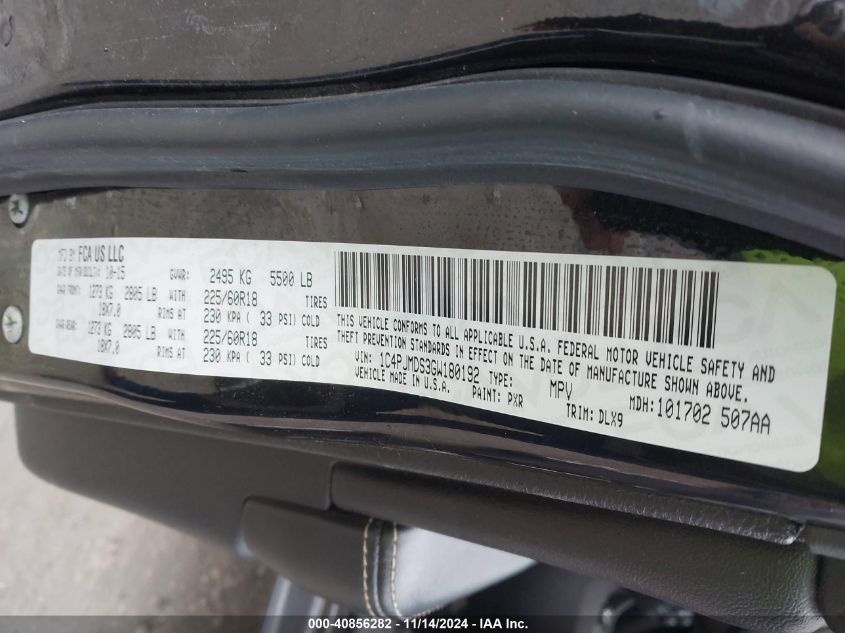 MFD BY: FCA US LLC
DATE OF MFR 10-15 GVWR: 2495 KG 5500 LB
GAWR FRONT: 1273 KG 2805 LB WITH 225/60R18 TIRES
18X7.0 RIMS AT 230 KPA ( 33 PSI) COLD
GAWR REAR: 1273 KG 2805 LB WITH 225/60R18 TIRES
18X7.0 RIMS AT 230 KPA ( 33 PSI) COLD
THIS VEHICLE CONFORMS TO ALL APPLICABLE U.S.A. FEDERAL MOTOR VEHICLE SAFETY AND
THEFT PREVENTION STANDARDS IN EFFECT ON THE DATE OF MANUFACTURE SHOWN ABOVE.
VIN: 1C4PJMDS3GW180192 TYPE: MPV MDH: 101702 507AA
VEHICLE MADE IN U.S.A. PAINT: PXR TRIM: DLX9
000-40856282 - 11/14/2024 - IAA Inc.